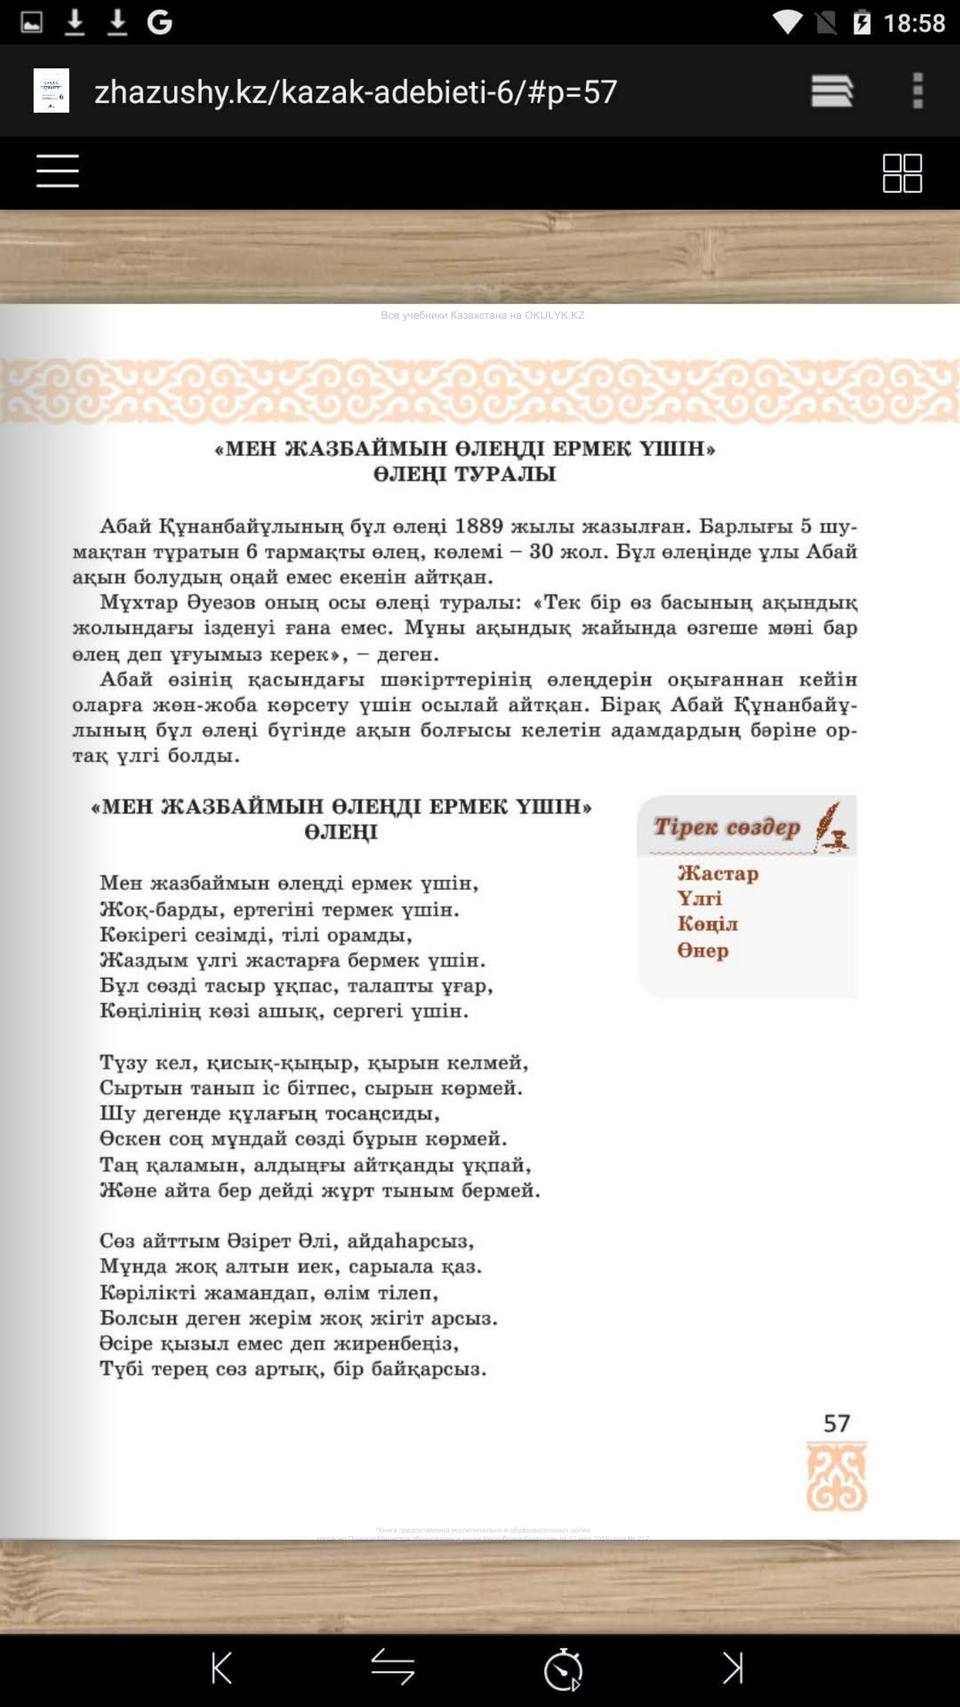 18:58
zhazushy.kz/kazak-adebieti-6/#p=57
Все учебники Казахстана на OKULYK.KZ
«МЕН ЖАЗБАЙМЫН ӨЛЕҢДІ ЕРМЕК ҮШІН»
ӨЛЕҢІ ТУРАЛЫ
Абай Құнанбайұлының бұл өлеңі 1889 жылы жазылған. Барлығы 5 шу-
мақтан тұратын 6 тармақты өлең, көлемі – 30 жол. Бұл өлеңінде ұлы Абай
ақын болудың оңай емес екенін айтқан.
Мұхтар Әуезов оның осы өлеңі туралы: «Тек бір өз басының ақындық
жолындағы ізденуі ғана емес. Мұны ақындық жайында өзгеше мәні бар
өлең деп ұғуымыз керек», – деген.
Абай өзінің қасындағы шәкірттерінің өлеңдерін оқығаннан кейін
оларға жөн-жоба көрсету үшін осылай айтқан. Бірақ Абай Құнанбайұ-
лының бұл өлеңі бүгінде ақын болғысы келетін адамдардың бәріне ор-
тақ үлгі болды.
«МЕН ЖАЗБАЙМЫН ӨЛЕҢДІ ЕРМЕК ҮШІН»
ӨЛЕҢІ
Мен жазбаймын өлеңді ермек үшін,
Жоқ-барды, ертегіні термек үшін.
Көкірегі сезімді, тілі орамды,
Жаздым үлгі жастарға бермек үшін.
Бұл сөзді тасыр ұқпас, талапты ұғар,
Көңілінің көзі ашық, сергегі үшін.
Түзу кел, қисық-қыңыр, қырын келмей,
Сыртын танып іс бітпес, сырын көрмей.
Шу дегенде құлағың тосаңсиды,
Өскен соң мұндай сөзді бұрын көрмей.
Таң қаламын, алдыңғы айтқанды ұқпай,
Және айта бер дейді жұрт тыным бермей.
Сөз айттым Әзірет Әлі, айдаһарсыз,
Мұнда жоқ алтын иек, сарыала қаз.
Кәрілікті жамандап, өлім тілеп,
Болсын деген жерім жоқ жігіт арсыз.
Әсіре қызыл емес деп жиренбеңіз,
Түбі терең сөз артық, бір байқарсыз.
Тірек сөздер
Жастар
Үлгі
Көңіл
Өнер
57
*Книга предоставлена исключительно в образовательных целях